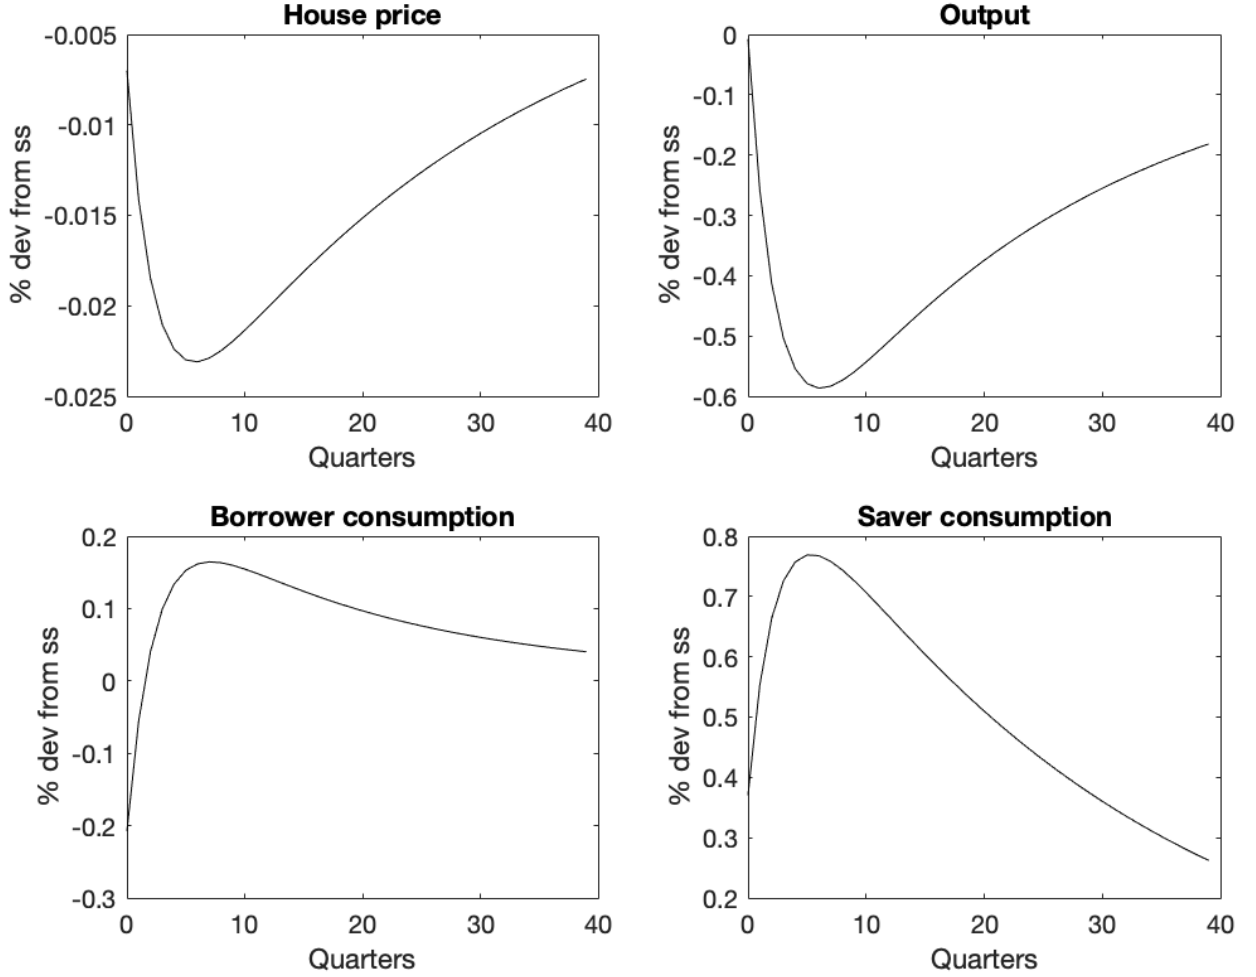 House price
% dev from ss
-0.005
-0.01
-0.015
-0.02
-0.025
0 10 20 30 40
Quarters
Output
% dev from ss
0
-0.1
-0.2
-0.3
-0.4
-0.5
-0.6
0 10 20 30 40
Quarters
Borrower consumption
% dev from ss
0.2
0.1
0
-0.1
-0.2
-0.3
0 10 20 30 40
Quarters
Saver consumption
% dev from ss
0.8
0.7
0.6
0.5
0.4
0.3
0.2
0 10 20 30 40
Quarters